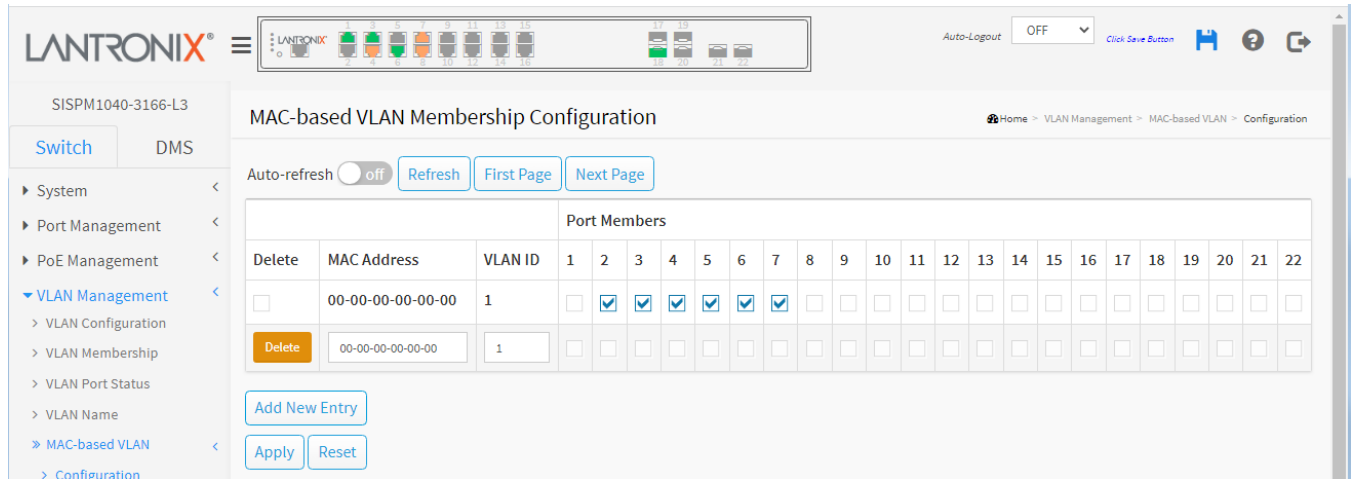 LANTRONIX®
LANTRONIX
1 3 5 7 9 11 13 15 17 19
2 4 6 8 10 12 14 16 18 20 21 22
Auto-Logout OFF Click Save Button
SISPM1040-3166-L3
Switch DMS
System
Port Management
PoE Management
VLAN Management
VLAN Configuration
VLAN Membership
VLAN Port Status
VLAN Name
MAC-based VLAN
Configuration
MAC-based VLAN Membership Configuration
Home > VLAN Management > MAC-based VLAN > Configuration
Auto-refresh off Refresh First Page Next Page
Port Members
Delete MAC Address VLAN ID 1 2 3 4 5 6 7 8 9 10 11 12 13 14 15 16 17 18 19 20 21 22
00-00-00-00-00-00 1
Delete 00-00-00-00-00-00 1
Add New Entry
Apply Reset